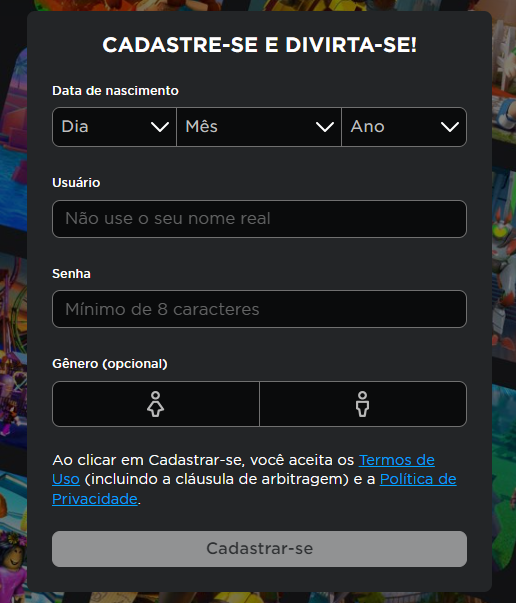 CADASTRE-SE E DIVIRTA-SE!
Data de nascimento
Dia Mês Ano
Usuário
Não use o seu nome real
Senha
Mínimo de 8 caracteres
Gênero (opcional)
Ao clicar em Cadastrar-se, você aceita os Termos de
Uso (incluindo a cláusula de arbitragem) e a Política de
Privacidade.
Cadastrar-se